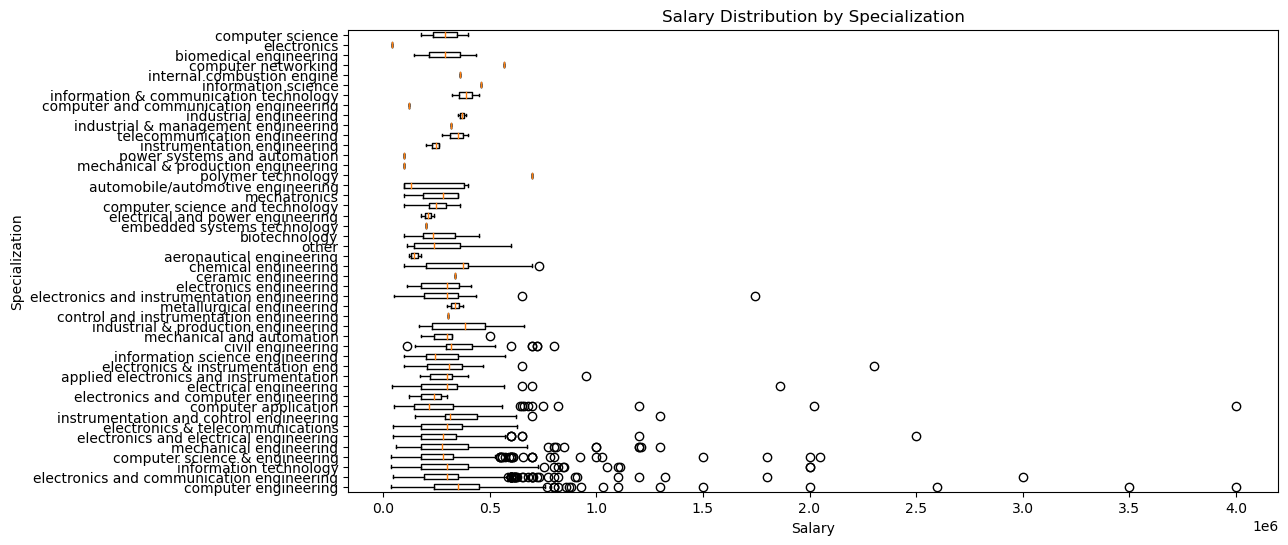 Salary Distribution by Specialization
computer science
electronics
biomedical engineering
computer networking
internal combustion engine
information science
information & communication technology
computer and communication engineering
industrial engineering
industrial & management engineering
telecommunication engineering
instrumentation engineering
power systems and automation
mechanical & production engineering
polymer technology
automobile/automotive engineering
mechatronics
computer science and technology
electrical and power engineering
embedded systems technology
biotechnology
other
aeronautical engineering
chemical engineering
ceramic engineering
electronics engineering
electronics and instrumentation engineering
metallurgical engineering
control and instrumentation engineering
industrial & production engineering
mechanical and automation
civil engineering
information science engineering
electronics & instrumentation eng
applied electronics and instrumentation
electrical engineering
electronics and computer engineering
computer application
instrumentation and control engineering
electronics & telecommunications
electronics and electrical engineering
mechanical engineering
computer science & engineering
information technology
electronics and communication engineering
computer engineering
Specialization
0.0 0.5 1.0 1.5 2.0 2.5 3.0 3.5 4.0
1e6
Salary